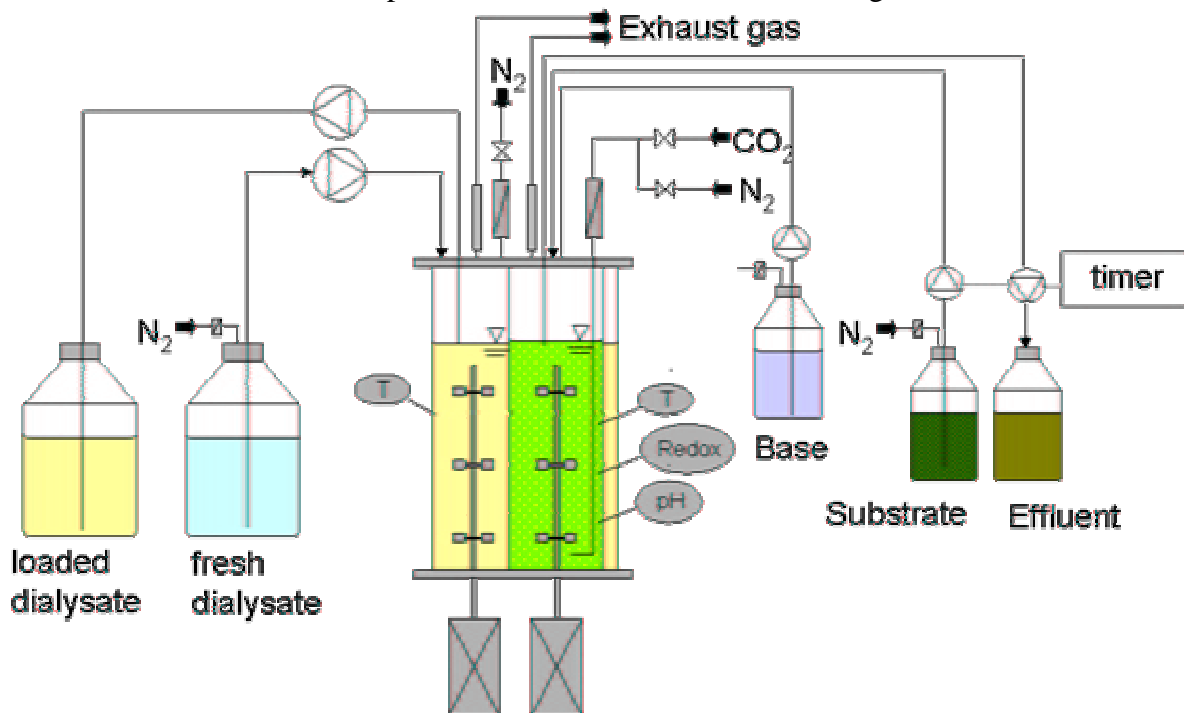 Exhaust gas
N2
CO2
N2
timer
N2
N2
T
T
Redox
pH
Base
Substrate
Effluent
loaded
dialysate
fresh
dialysate